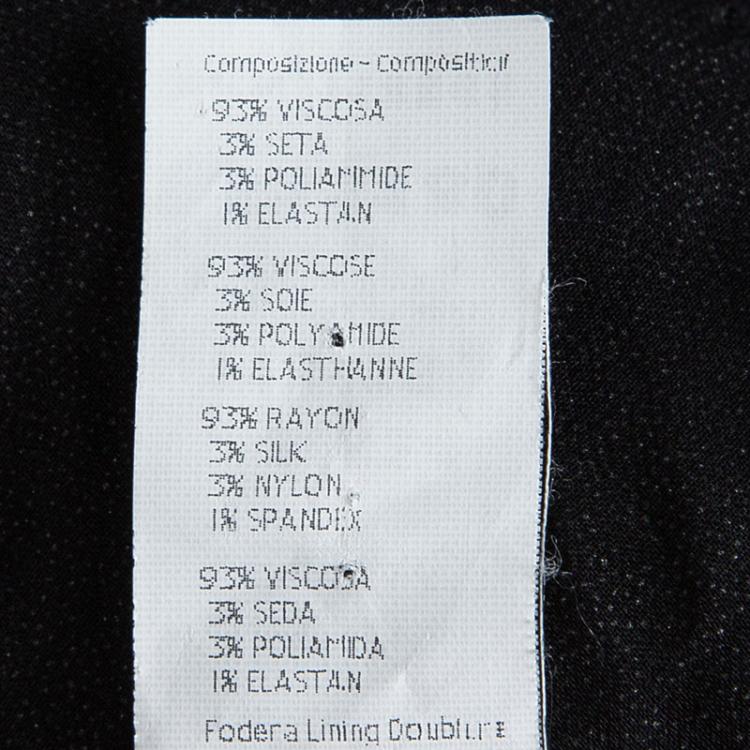 Composizione - Composition
93% VISCOSA
3% SETA
3% POLIAMMIDE
1% ELASTAN
93% VISCOSE
3% SOIE
3% POLYAMIDE
1% ELASTHANNE
93% RAYON
3% SILK
3% NYLON
1% SPANDEX
93% VISCOSA
3% SEDA
3% POLIAMIDA
1% ELASTAN
Fodera Lining Doublure